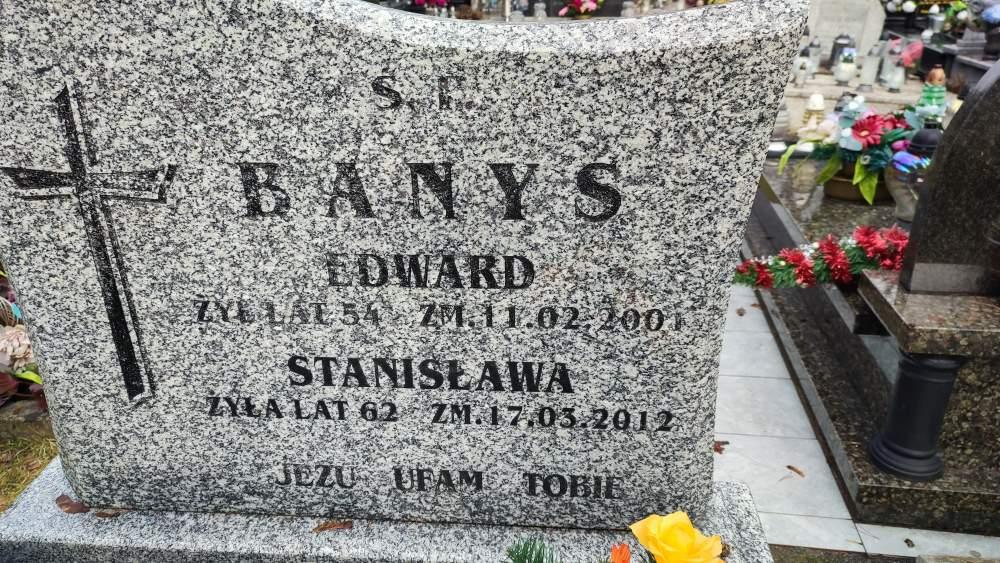 Ś. P.
BANYS
EDWARD
ŻYŁ LAT 54 ZM. 11.02.2001
STANISŁAWA
ŻYŁA LAT 62 ZM. 17.03.2012
JEZU UFAM TOBIE